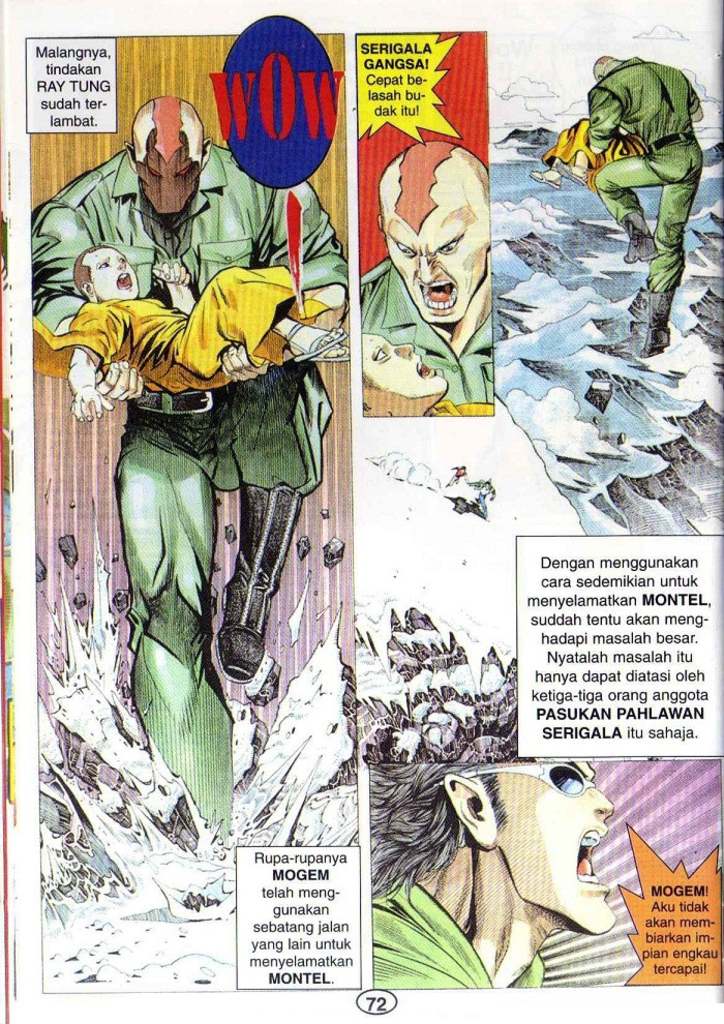 Malangnya,
tindakan
RAY TUNG
sudah ter-
lambat.
WOW
SERIGALA
GANGSA!
Cepat be-
lasah bu-
dak itu!
Dengan menggunakan
cara sedemikian untuk
menyelamatkan MONTEL,
suddah tentu akan meng-
hadapi masalah besar.
Nyatalah masalah itu
hanya dapat diatasi oleh
ketiga-tiga orang anggota
PASUKAN PAHLAWAN
SERIGALA itu sahaja.
Rupa-rupanya
MOGEM
telah meng-
gunakan
sebatang jalan
yang lain untuk
menyelamatkan
MONTEL.
MOGEM!
Aku tidak
akan mem-
biarkan im-
pian engkau
tercapai!
72